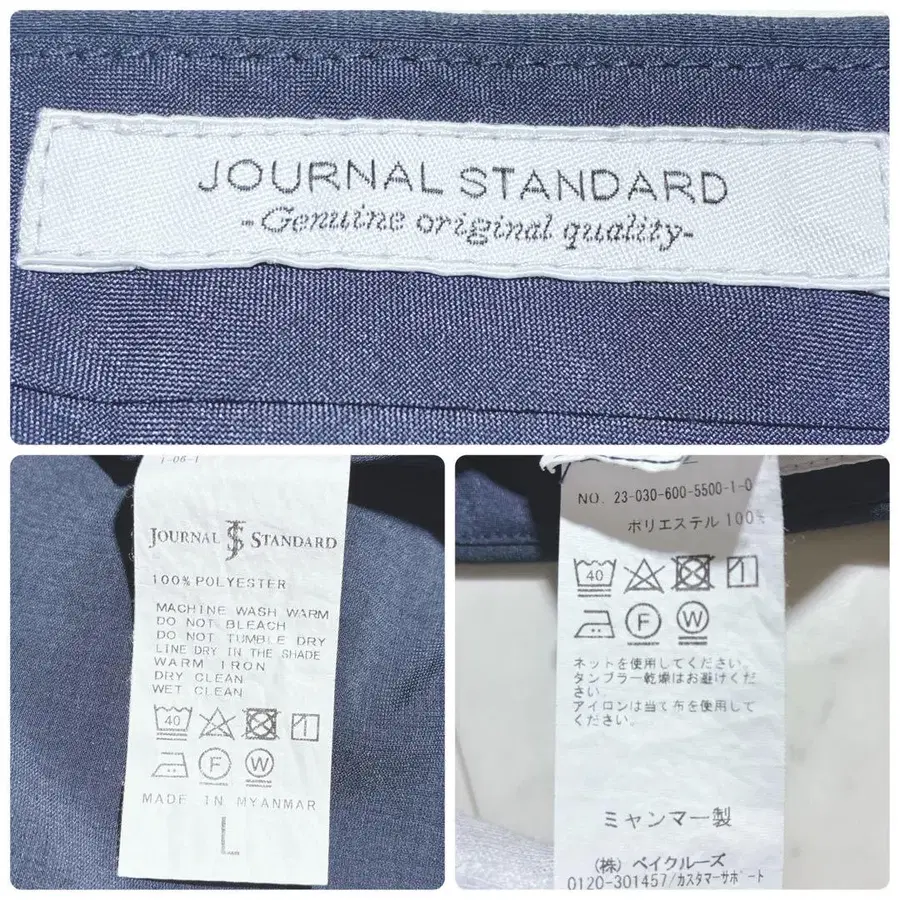 JOURNAL STANDARD
-Genuine original quality-
1-06-1
JOURNAL JS STANDARD
100% POLYESTER
MACHINE WASH WARM
DO NOT BLEACH
DO NOT TUMBLE DRY
LINE DRY IN THE SHADE
WARM IRON
DRY CLEAN
WET CLEAN
40
F W
MADE IN MYANMAR
L
NO. 23-030-600-5500-1-0
ポリエステル 100%
40
F W
ネットを使用してください。
タンブラー乾燥はお避けくだ
さい。
アイロンは当て布を使用して
ください。
ミャンマー製
(株) ベイクルーズ
0120-301457/カスタマーサポート